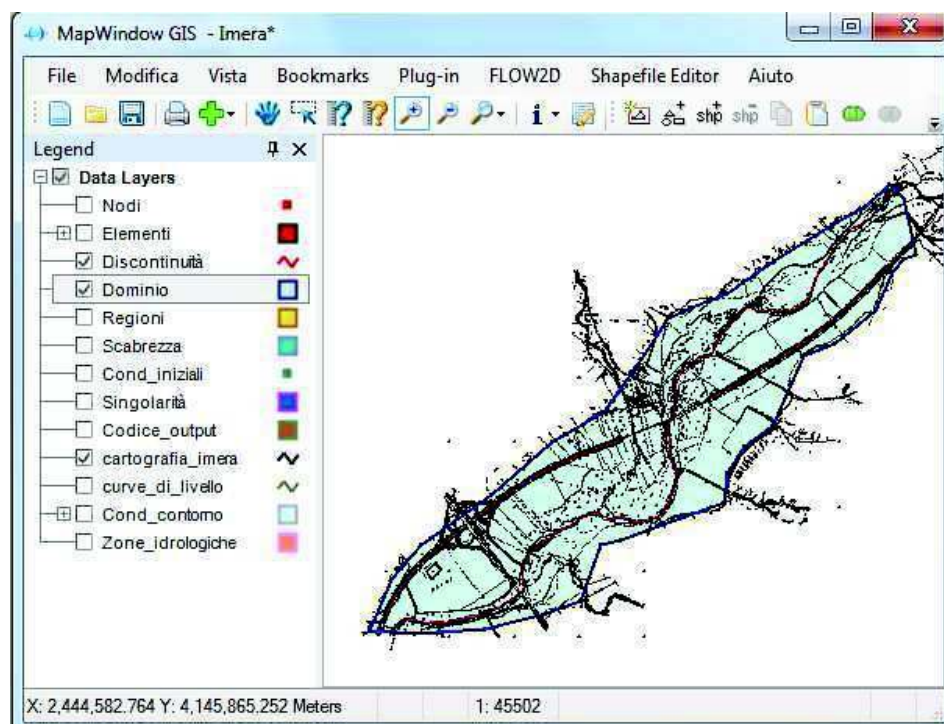 MapWindow GIS - Imera*
File Modifica Vista Bookmarks Plug-in FLOW2D Shapefile Editor Aiuto
shp shp
Legend
Data Layers
Nodi
Elementi
Discontinuità
Dominio
Regioni
Scabrezza
Cond_iniziali
Singolarità
Codice_output
cartografia_imera
curve_di_livello
Cond_contorno
Zone_idrologiche
X: 2,444,582.764 Y: 4,145,865.252 Meters 1: 45502